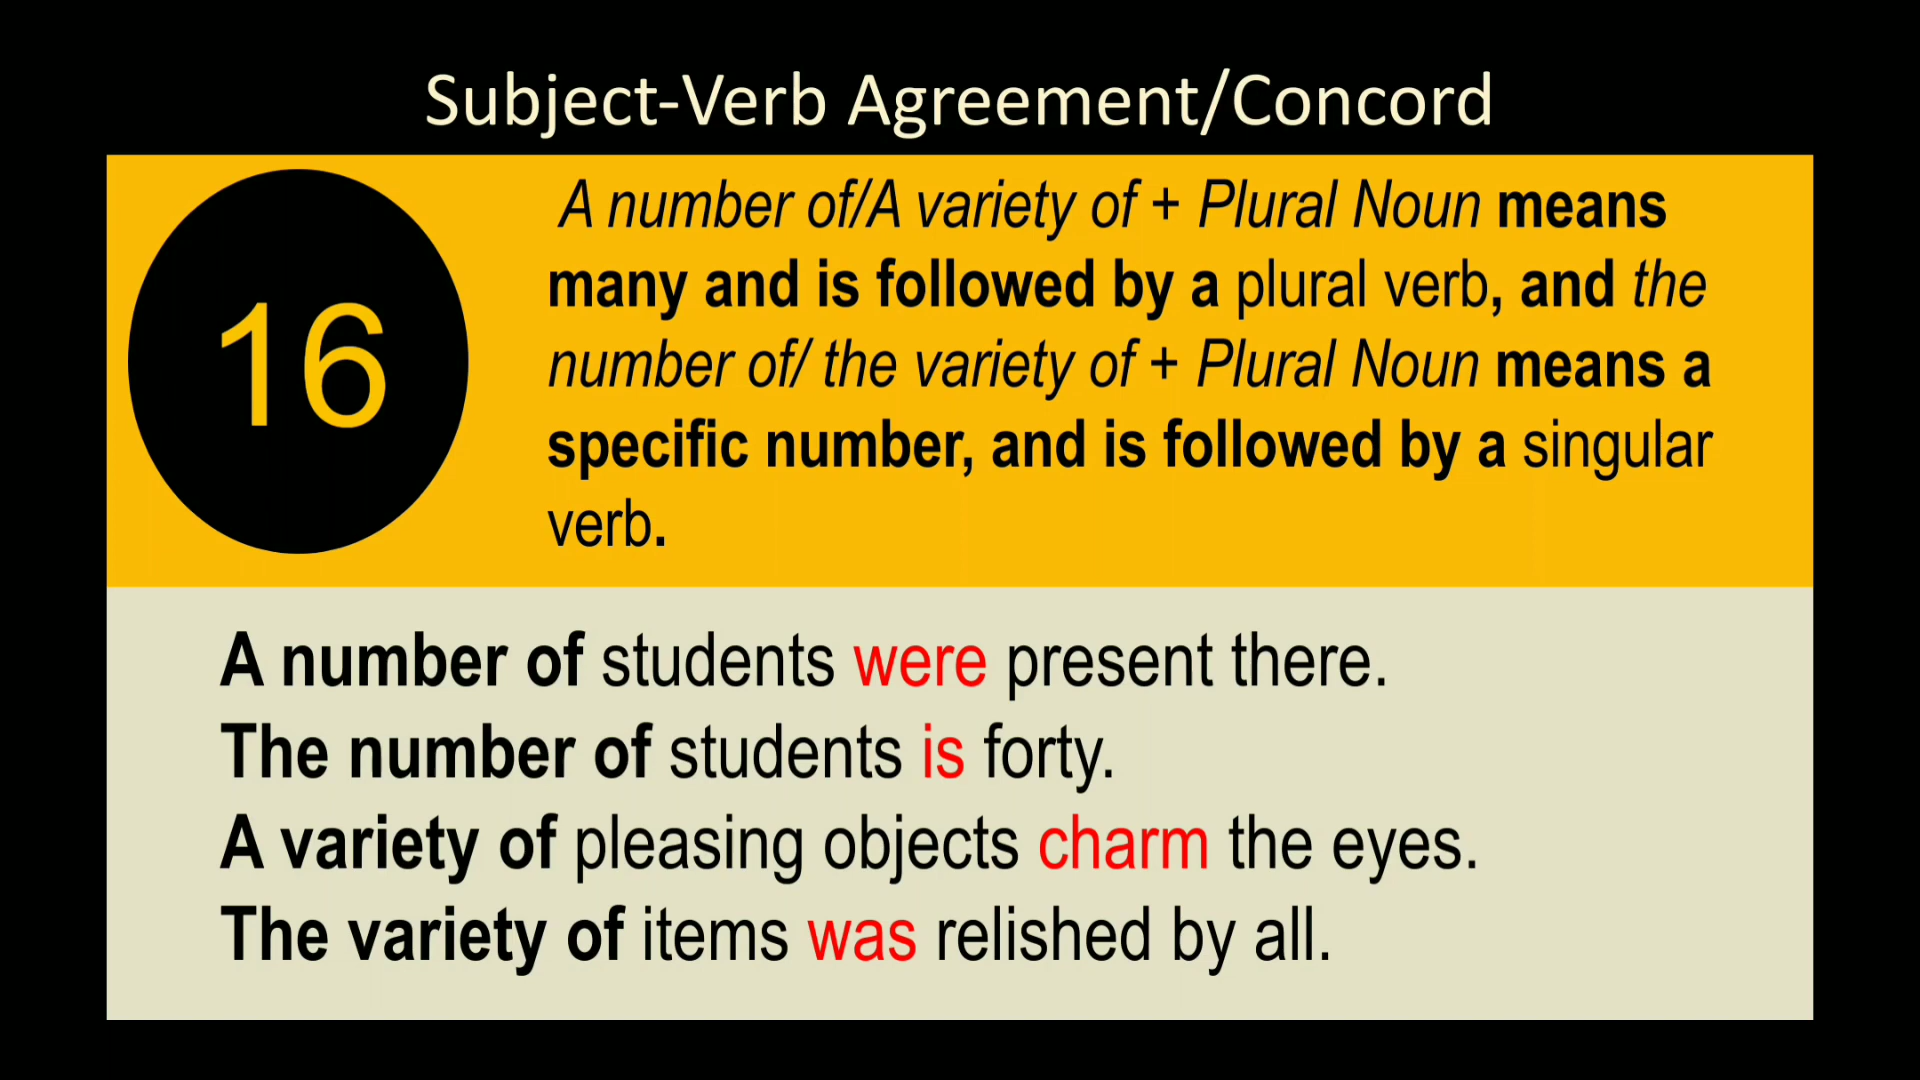 Subject-Verb Agreement/Concord
16
A number of/A variety of + Plural Noun means
many and is followed by a plural verb, and the
number of/ the variety of + Plural Noun means a
specific number, and is followed by a singular
verb.
A number of students were present there.
The number of students is forty.
A variety of pleasing objects charm the eyes.
The variety of items was relished by all.